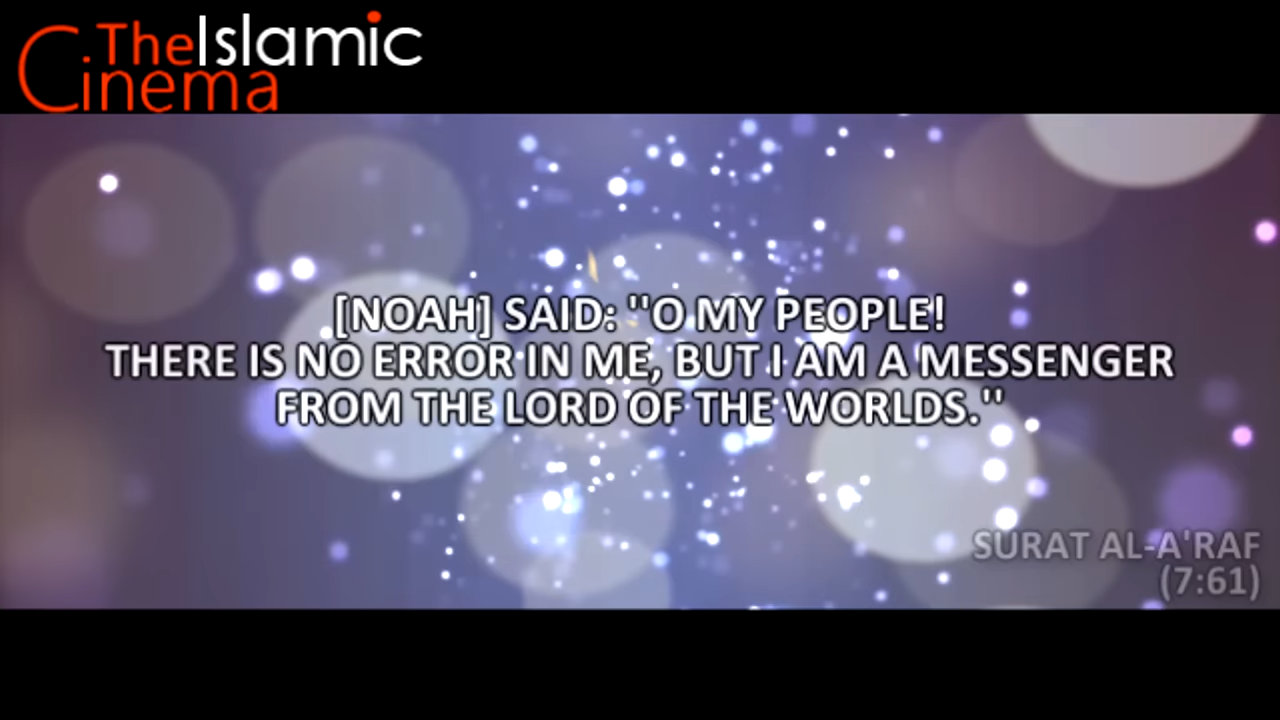 TheIslamic
Cinema
[NOAH] SAID: ''O MY PEOPLE!
THERE IS NO ERROR IN ME, BUT I AM A MESSENGER
FROM THE LORD OF THE WORLDS.''
SURAT AL-A'RAF
(7:61)